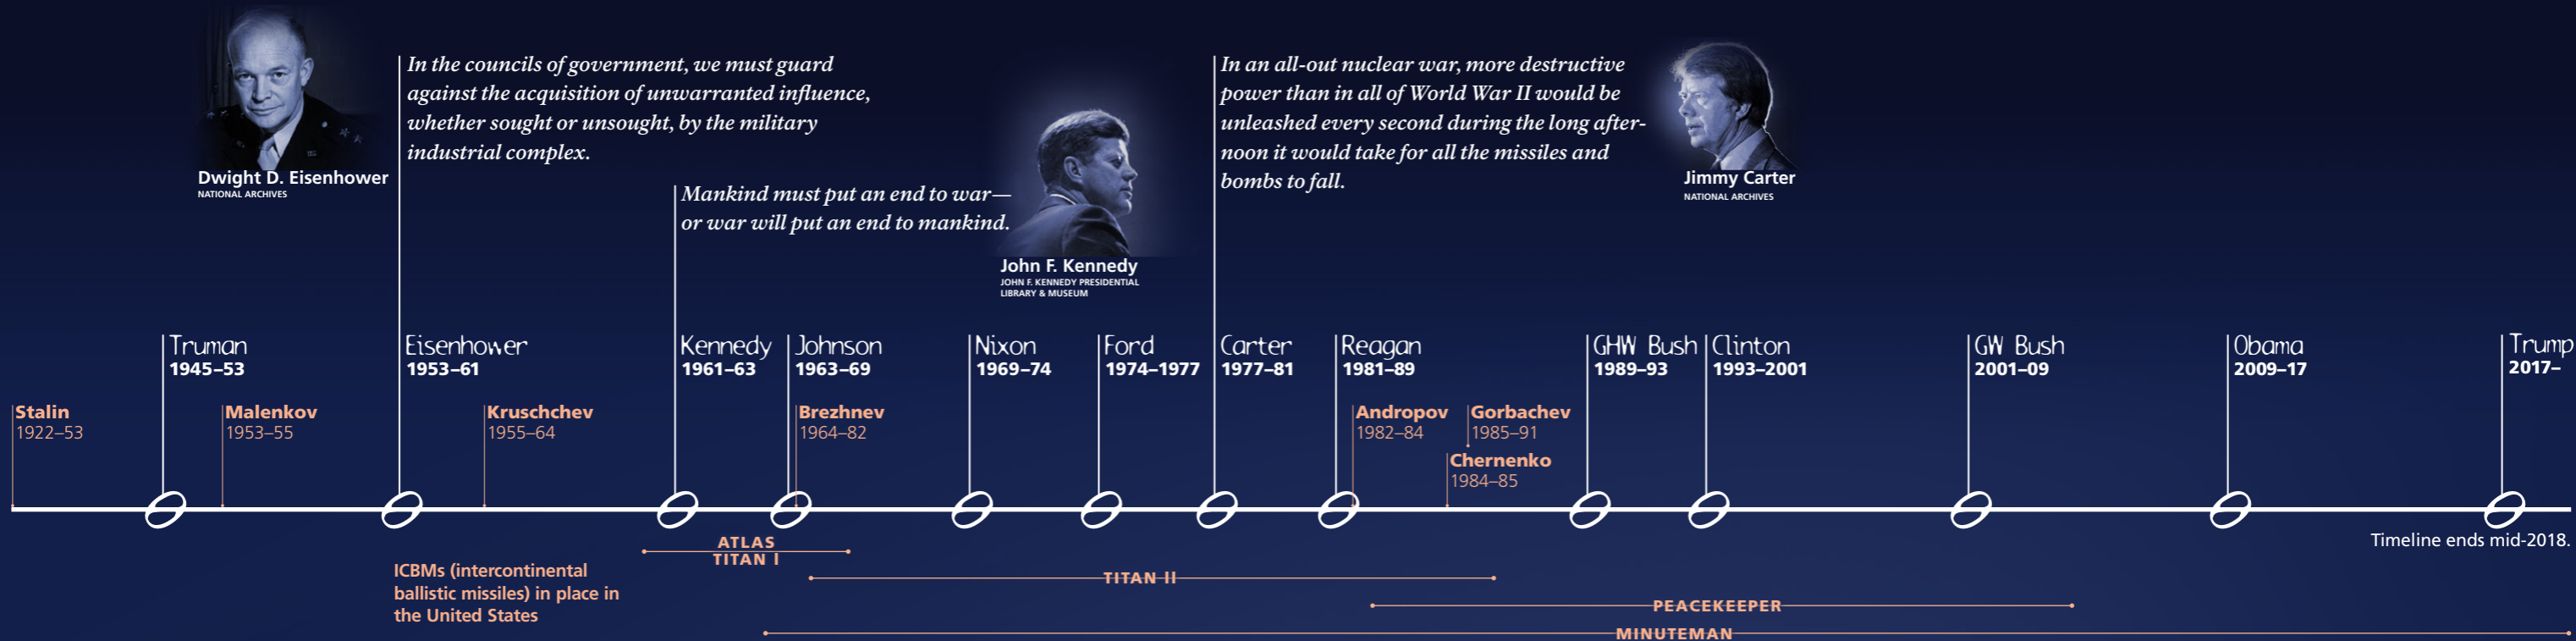 In the councils of government, we must guard
against the acquisition of unwarranted influence,
whether sought or unsought, by the military
industrial complex.
Dwight D. Eisenhower
NATIONAL ARCHIVES
Mankind must put an end to war—
or war will put an end to mankind.
John F. Kennedy
JOHN F. KENNEDY PRESIDENTIAL
LIBRARY & MUSEUM
In an all-out nuclear war, more destructive
power than in all of World War II would be
unleashed every second during the long after-
noon it would take for all the missiles and
bombs to fall.
Jimmy Carter
NATIONAL ARCHIVES
Truman
1945–53
Eisenhower
1953–61
Kennedy
1961–63
Johnson
1963–69
Nixon
1969–74
Ford
1974–1977
Carter
1977–81
Reagan
1981–89
GHW Bush
1989–93
Clinton
1993–2001
GW Bush
2001–09
Obama
2009–17
Trump
2017–
Stalin
1922–53
Malenkov
1953–55
Kruschchev
1955–64
Brezhnev
1964–82
Andropov
1982–84
Gorbachev
1985–91
Chernenko
1984–85
Timeline ends mid-2018.
ICBMs (intercontinental
ballistic missiles) in place in
the United States
ATLAS
TITAN I
TITAN II
PEACEKEEPER
MINUTEMAN